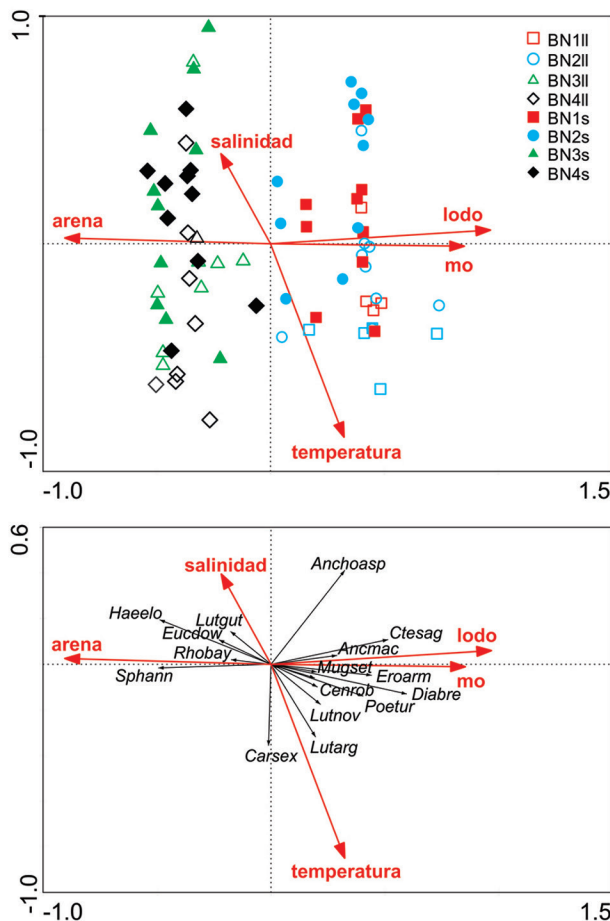 1.0
BN1ll
BN2ll
BN3ll
BN4ll
BN1s
BN2s
BN3s
BN4s
salinidad
arena
lodo
mo
temperatura
-1.0
-1.0 1.5
0.6
salinidad
Anchoasp
Haeelo
Lutgut
Eucdow
Ctesag
arena
Rhobay
Ancmac
lodo
Sphann
Mugset
Eroarm
mo
Cenrob
Diabre
Poetur
Lutnov
Lutarg
Carsex
temperatura
-1.0
-1.0 1.5